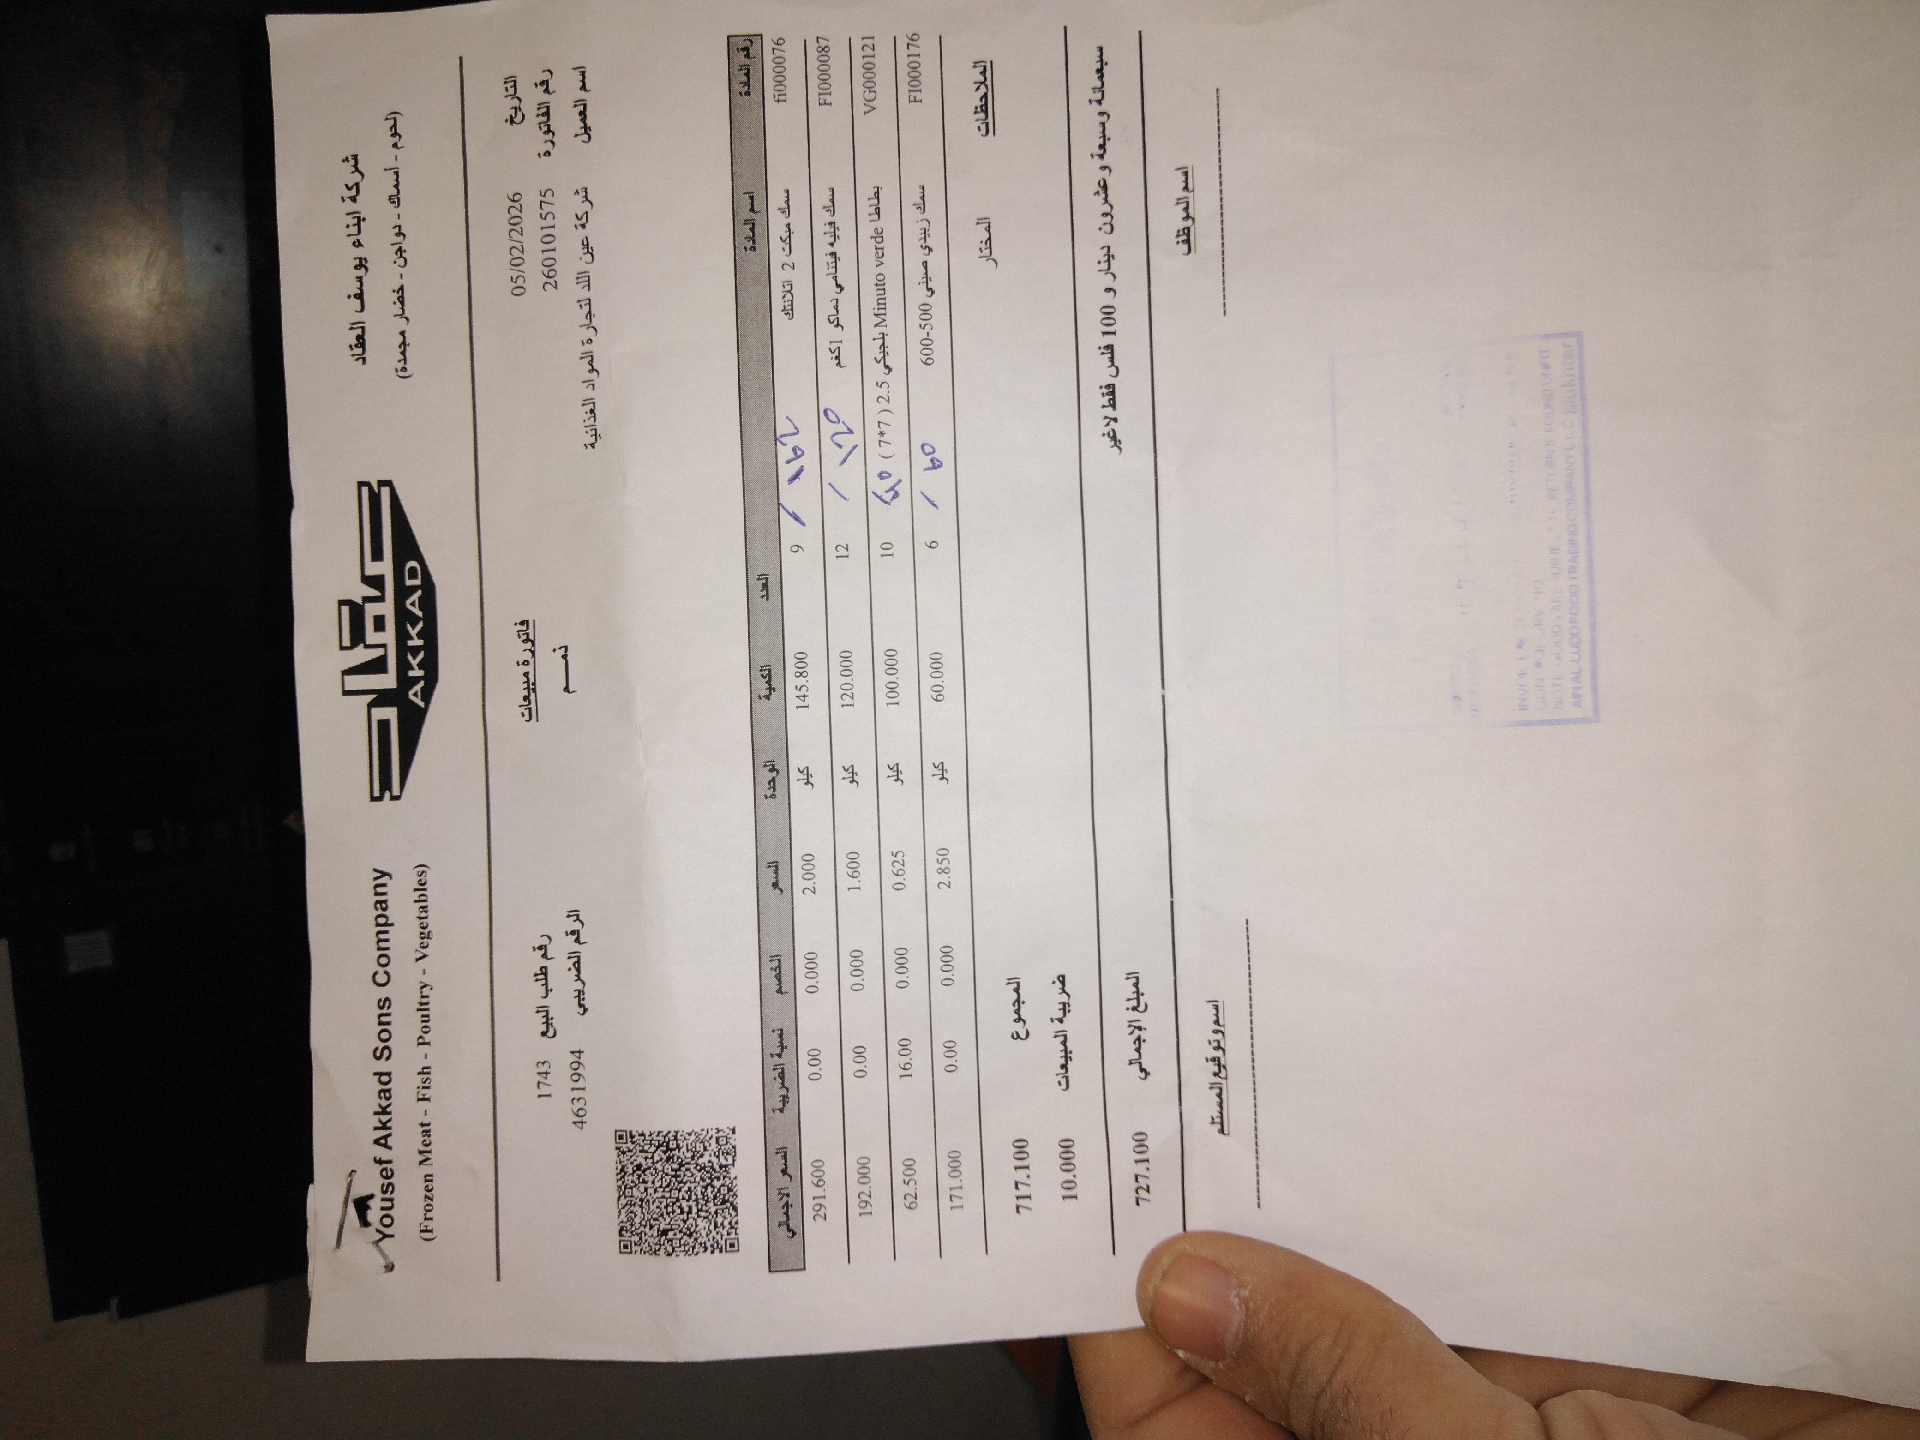 Yousef Akkad Sons Company
(Frozen Meat - Fish - Poultry - Vegetables)
AKKAD
شركة ابناء يوسف العقاد
(لحوم - أسماك - دواجن - خضار مجمدة)
فاتورة مبيعات
ذمم
التاريخ 05/02/2026
رقم الفاتورة 260101575
اسم العميل شركة عين اللد لتجارة المواد الغذائية
رقم طلب البيع 1743
الرقم الضريبي 4631994
رقم المادة اسم المادة العدد الكمية الوحدة السعر الخصم نسبة الضريبة السعر الاجمالي
fi000076 سمك مبكت 2 اتلانتك 9 145.800 كيلو 2.000 0.000 0.00 291.600
FI000087 سمك فيليه فيتنامي دماكو 1كغم 12 120.000 كيلو 1.600 0.000 0.00 192.000
VG000121 بطاطا Minuto verde بلجيكي 2.5 (7*7) 10 100.000 كيلو 0.625 0.000 16.00 62.500
FI000176 سمك زبيدي صيني 500-600 6 60.000 كيلو 2.850 0.000 0.00 171.000
الملاحظات المختار
المجموع 717.100
ضريبة المبيعات 10.000
سبعمائة وسبعة وعشرون دينار و 100 فلس فقط لاغير
المبلغ الإجمالي 727.100
اسم الموظف
اسم وتوقيع المستلم